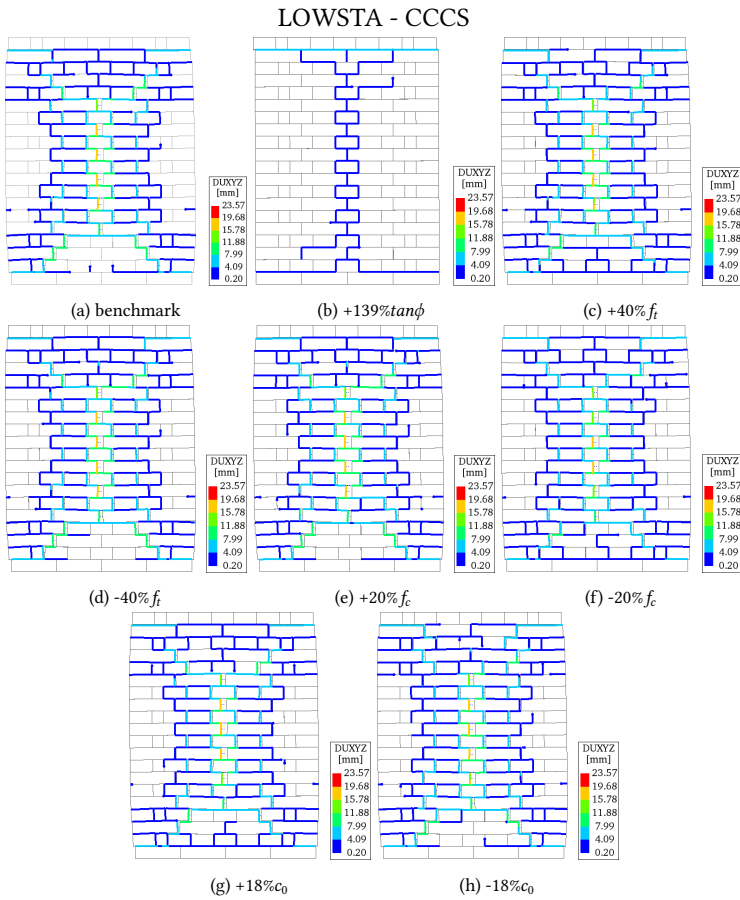 LOWSTA - CCCS
DUXYZ
[mm]
23.57
19.68
15.78
11.88
7.99
4.09
0.20
DUXYZ
[mm]
23.57
19.68
15.78
11.88
7.99
4.09
0.20
DUXYZ
[mm]
23.57
19.68
15.78
11.88
7.99
4.09
0.20
(a) benchmark
(b) +139%tanϕ
(c) +40%fₜ
DUXYZ
[mm]
23.57
19.68
15.78
11.88
7.99
4.09
0.20
DUXYZ
[mm]
23.57
19.68
15.78
11.88
7.99
4.09
0.20
DUXYZ
[mm]
23.57
19.68
15.78
11.88
7.99
4.09
0.20
(d) -40%fₜ
(e) +20%f_c
(f) -20%f_c
DUXYZ
[mm]
23.57
19.68
15.78
11.88
7.99
4.09
0.20
DUXYZ
[mm]
23.57
19.68
15.78
11.88
7.99
4.09
0.20
(g) +18%c₀
(h) -18%c₀